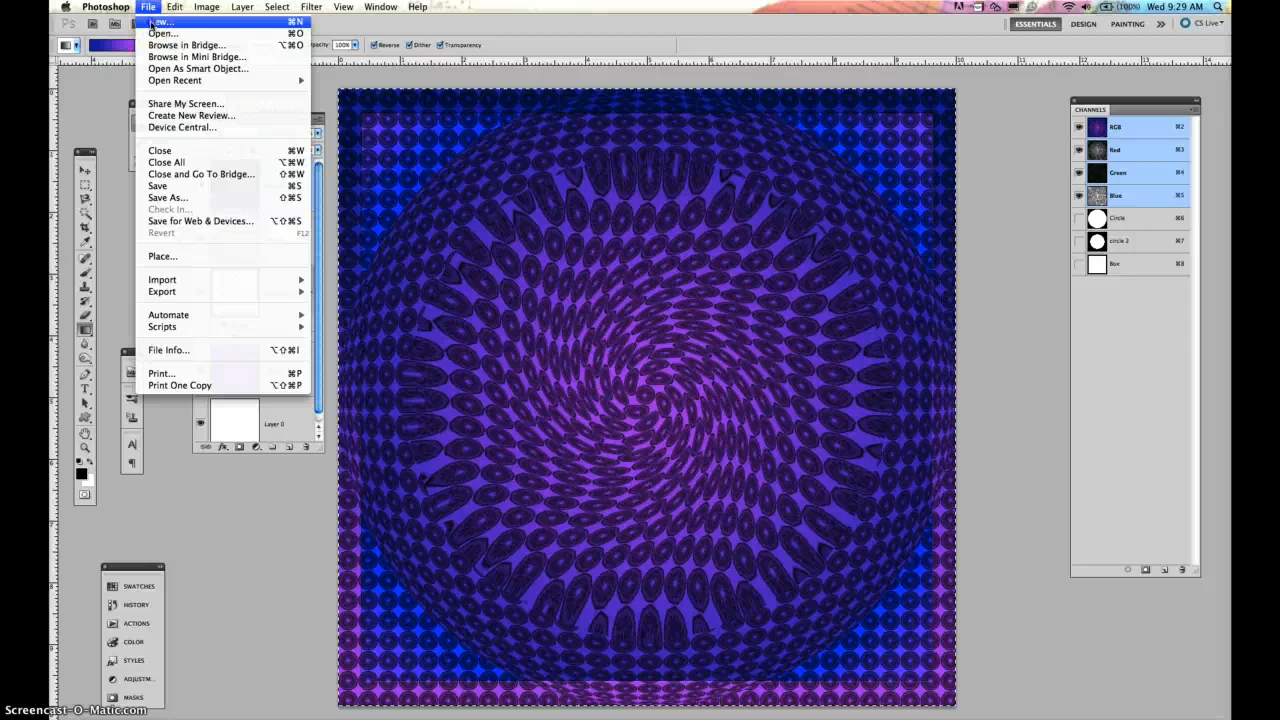 Photoshop File Edit Image Layer Select Filter View Window Help (100%) Wed 9:29 AM
Ps Br Mb ESSENTIALS DESIGN PAINTING CS Live
100% Reverse Dither Transparency
New... ⌘N
Open... ⌘O
Browse in Bridge... ⌥⌘O
Browse in Mini Bridge...
Open As Smart Object...
Open Recent
Share My Screen...
Create New Review...
Device Central...
Close ⌘W
Close All ⌥⌘W
Close and Go To Bridge... ⇧⌘W
Save ⌘S
Save As... ⇧⌘S
Check In...
Save for Web & Devices... ⌥⇧⌘S
Revert F12
Place...
Import
Export
Automate
Scripts
File Info... ⌥⇧⌘I
Print... ⌘P
Print One Copy ⌥⇧⌘P
Layer 0
CHANNELS
RGB ⌘2
Red ⌘3
Green ⌘4
Blue ⌘5
Circle ⌘6
circle 2 ⌘7
Box ⌘8
SWATCHES
HISTORY
ACTIONS
COLOR
STYLES
ADJUSTM...
MASKS
Screencast-O-Matic.com